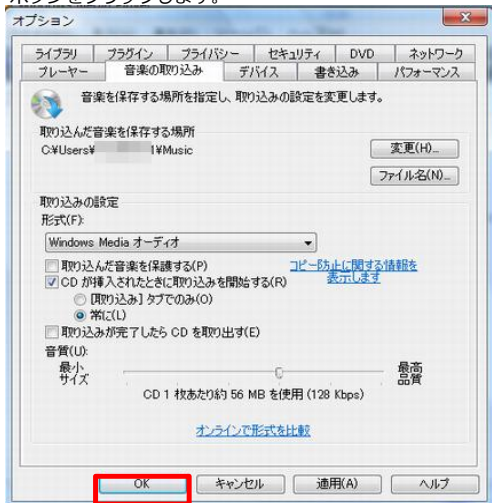 ボタンをクリックします。
オプション
ライブラリ プラグイン プライバシー セキュリティ DVD ネットワーク
プレーヤー 音楽の取り込み デバイス 書き込み パフォーマンス
音楽を保存する場所を指定し、取り込みの設定を変更します。
取り込んだ音楽を保存する場所
C:¥Users¥ 1¥Music
変更(H)...
ファイル名(N)...
取り込みの設定
形式(F):
Windows Media オーディオ
取り込んだ音楽を保護する(P)
コピー防止に関する情報を
表示します
CD が挿入されたときに取り込みを開始する(R)
[取り込み] タブでのみ(O)
常に(L)
取り込みが完了したら CD を取り出す(E)
音質(U):
最小
サイズ
最高
品質
CD 1 枚あたり約 56 MB を使用 (128 Kbps)
オンラインで形式を比較
OK キャンセル 適用(A) ヘルプ